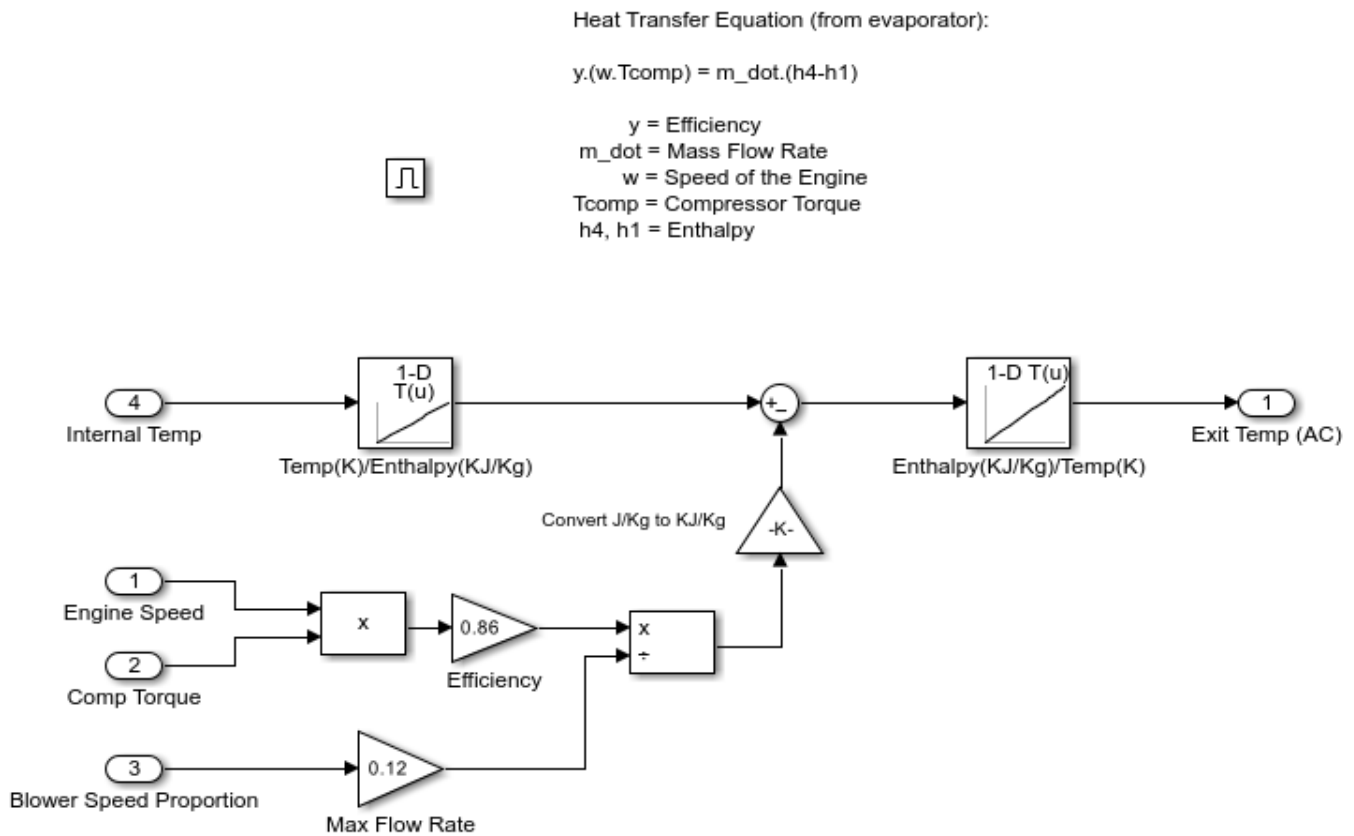 Heat Transfer Equation (from evaporator):
y.(w.Tcomp) = m_dot.(h4-h1)
y = Efficiency
m_dot = Mass Flow Rate
w = Speed of the Engine
Tcomp = Compressor Torque
h4, h1 = Enthalpy
1-D
T(u)
1-D T(u)
4
+
−
1
Internal Temp
Exit Temp (AC)
Temp(K)/Enthalpy(KJ/Kg)
Enthalpy(KJ/Kg)/Temp(K)
Convert J/Kg to KJ/Kg
-K-
1
Engine Speed
x
0.86
x
÷
2
Efficiency
Comp Torque
3
0.12
Blower Speed Proportion
Max Flow Rate